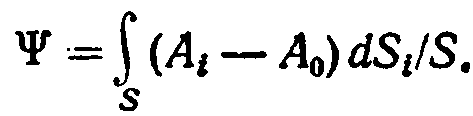 Ψ = ∫_S (A_i — A_0) dS_i/S.